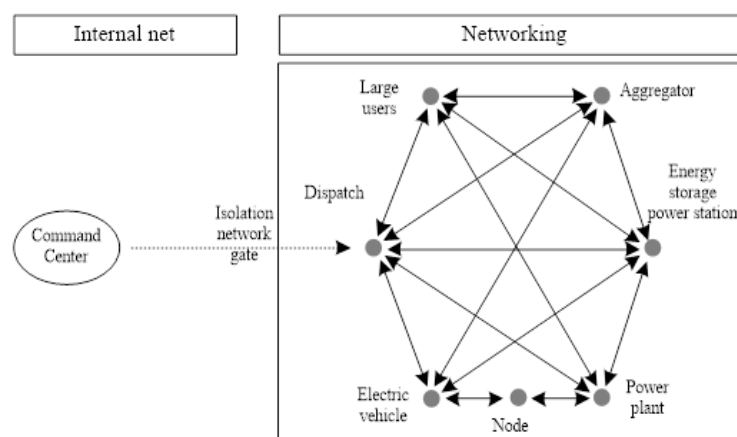 Internal net
Networking
Large
users
Aggregator
Dispatch
Energy
storage
power station
Isolation
network
gate
Command
Center
Electric
vehicle
Node
Power
plant